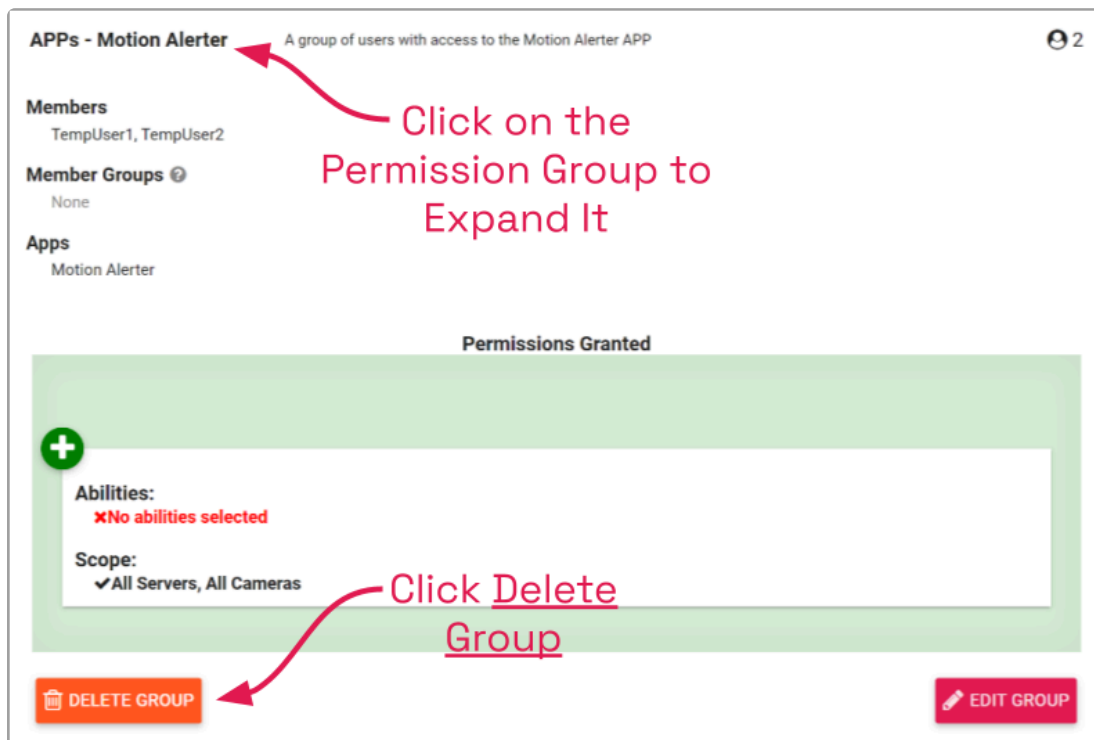 APPs - Motion Alerter A group of users with access to the Motion Alerter APP 2
Members
TempUser1, TempUser2
Click on the
Permission Group to
Expand It
Member Groups
None
Apps
Motion Alerter
Permissions Granted
Abilities:
No abilities selected
Scope:
All Servers, All Cameras
Click Delete
Group
DELETE GROUP
EDIT GROUP